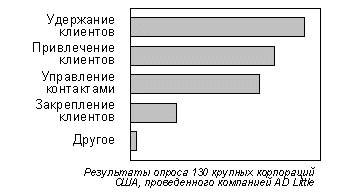 Удержание
клиентов
Привлечение
клиентов
Управление
контактами
Закрепление
клиентов
Другое
Результаты опроса 130 крупных корпораций
США, проведенного компанией AD Little